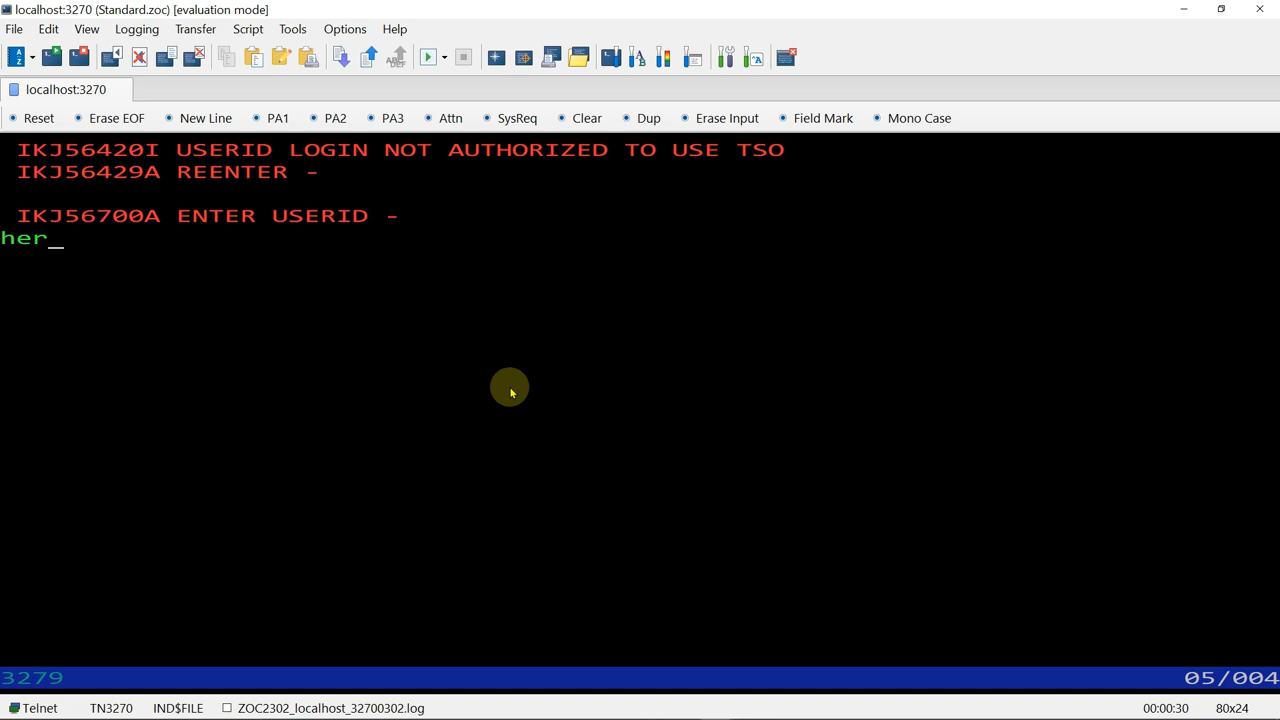 localhost:3270 (Standard.zoc) [evaluation mode]
File Edit View Logging Transfer Script Tools Options Help
localhost:3270
Reset Erase EOF New Line PA1 PA2 PA3 Attn SysReq Clear Dup Erase Input Field Mark Mono Case
IKJ56420I USERID LOGIN NOT AUTHORIZED TO USE TSO
IKJ56429A REENTER -
IKJ56700A ENTER USERID -
her_
3279 05/004
Telnet TN3270 IND$FILE ZOC2302_localhost_32700302.log 00:00:30 80x24